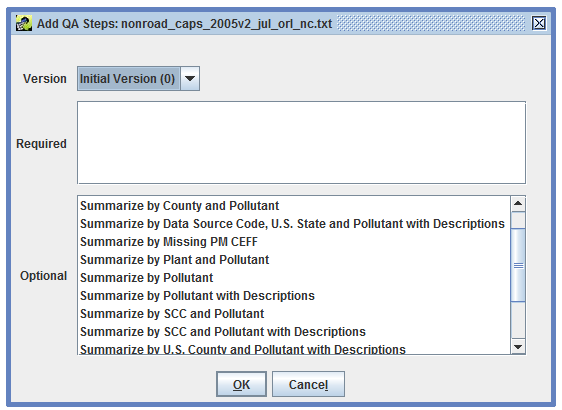 Add QA Steps: nonroad_caps_2005v2_jul_orl_nc.txt
Version Initial Version (0)
Required
Optional
Summarize by County and Pollutant
Summarize by Data Source Code, U.S. State and Pollutant with Descriptions
Summarize by Missing PM CEFF
Summarize by Plant and Pollutant
Summarize by Pollutant
Summarize by Pollutant with Descriptions
Summarize by SCC and Pollutant
Summarize by SCC and Pollutant with Descriptions
Summarize by U.S. County and Pollutant with Descriptions
OK Cancel